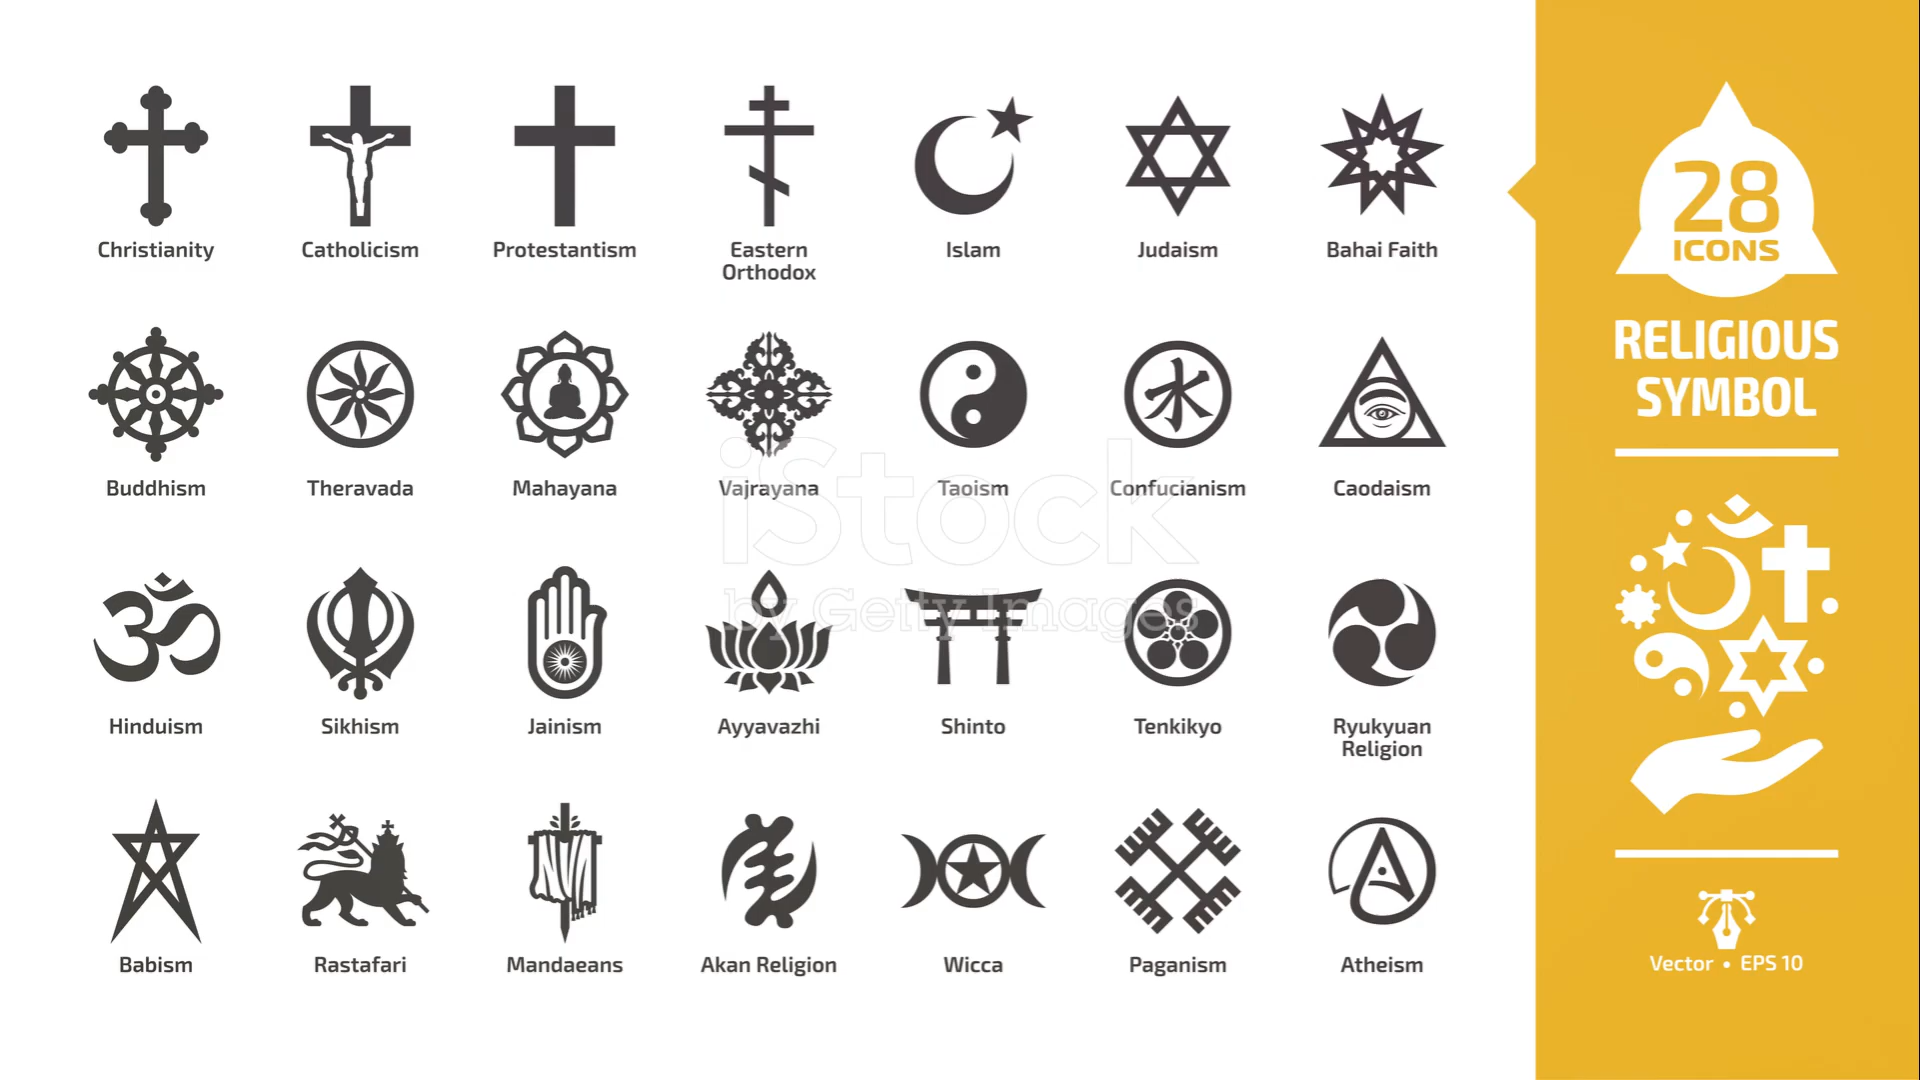 Christianity
Catholicism
Protestantism
Eastern
Orthodox
Islam
Judaism
Bahai Faith
Buddhism
Theravada
Mahayana
Vajrayana
Taoism
水
Confucianism
Caodaism
ॐ
Hinduism
Sikhism
Jainism
Ayyavazhi
Shinto
Tenkikyo
Ryukyuan
Religion
Babism
Rastafari
Mandaeans
Akan Religion
Wicca
Paganism
Atheism
iStock
by Getty Images
28
ICONS
RELIGIOUS
SYMBOL
Vector • EPS 10